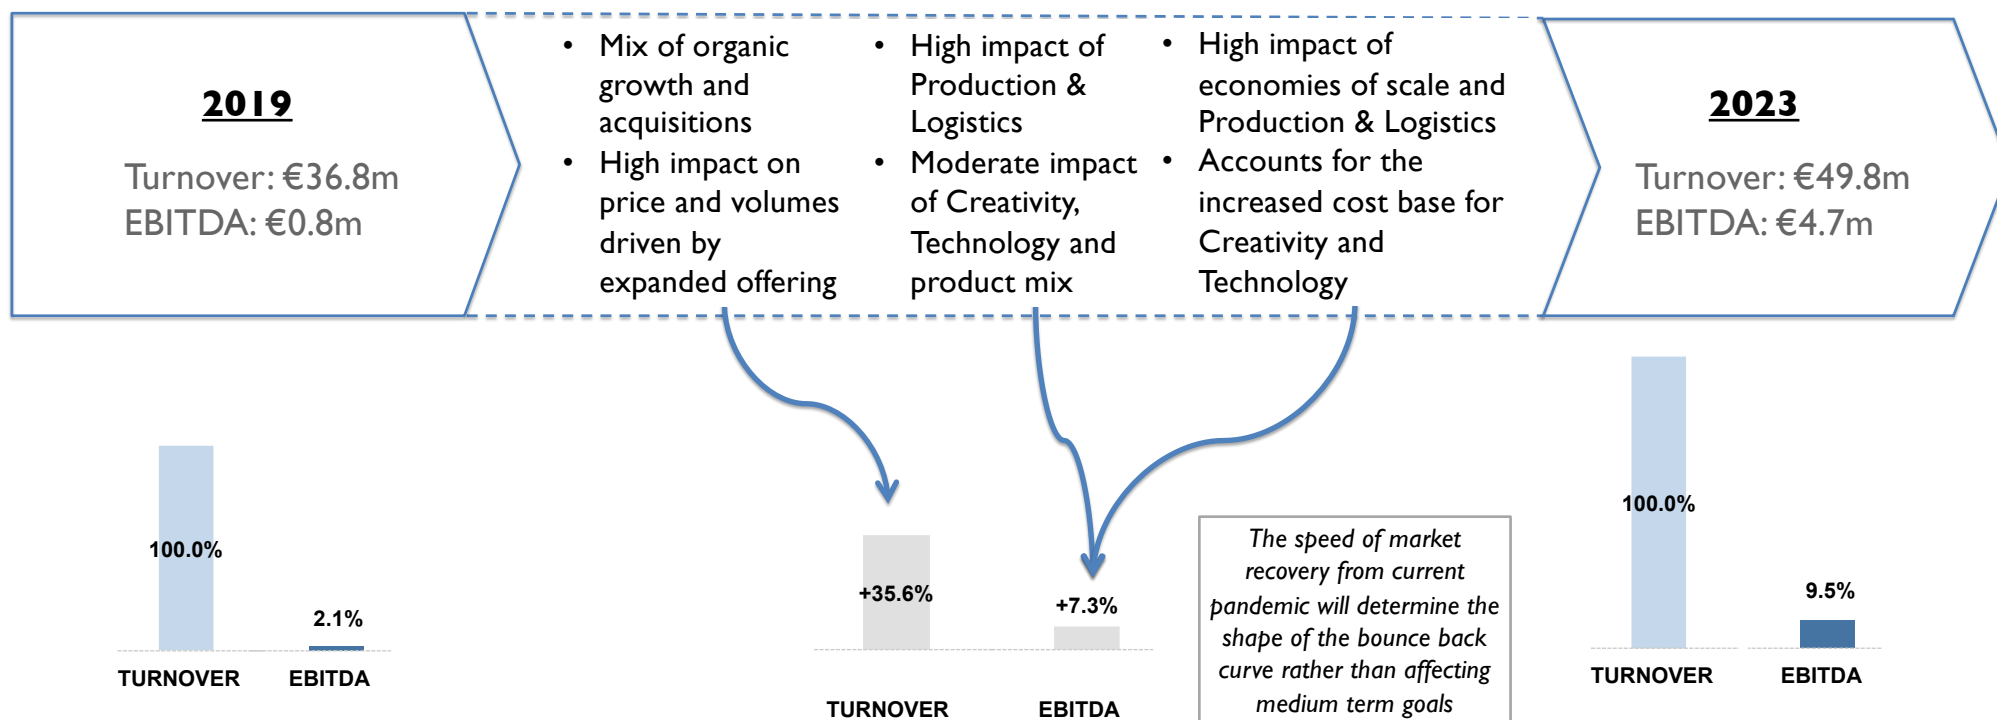 2019
Turnover: €36.8m
EBITDA: €0.8m
• Mix of organic
growth and
acquisitions
• High impact on
price and volumes
driven by
expanded offering
• High impact of
Production &
Logistics
• Moderate impact
of Creativity,
Technology and
product mix
• High impact of
economies of scale and
Production & Logistics
• Accounts for the
increased cost base for
Creativity and
Technology
2023
Turnover: €49.8m
EBITDA: €4.7m
100.0%
2.1%
TURNOVER EBITDA
+35.6%
+7.3%
TURNOVER EBITDA
The speed of market
recovery from current
pandemic will determine the
shape of the bounce back
curve rather than affecting
medium term goals
100.0%
9.5%
TURNOVER EBITDA